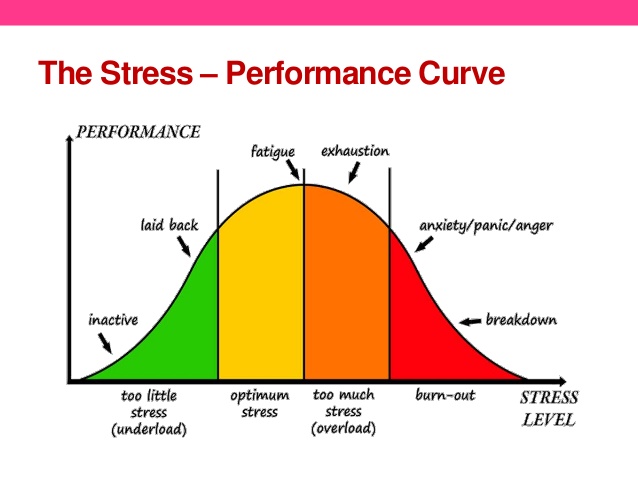 The Stress – Performance Curve
PERFORMANCE
fatigue
exhaustion
laid back
anxiety/panic/anger
inactive
breakdown
too little
stress
(underload)
optimum
stress
too much
stress
(overload)
burn-out
STRESS
LEVEL